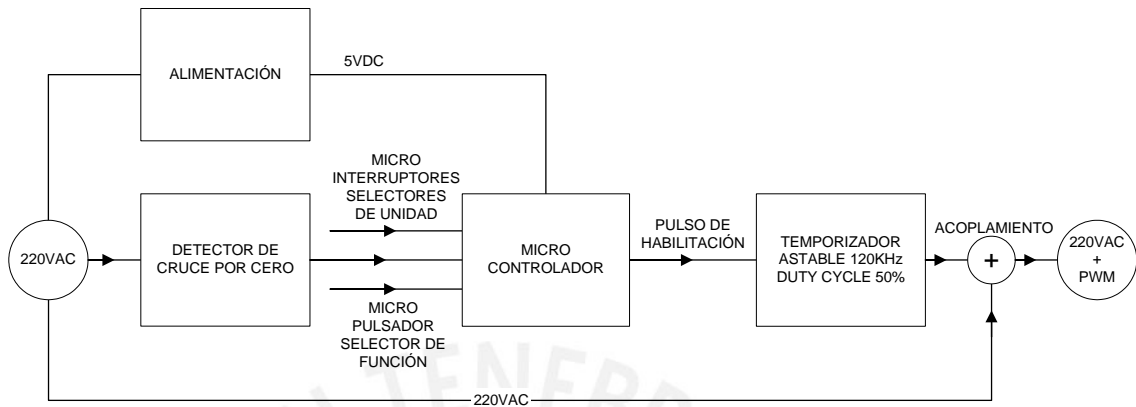 ALIMENTACIÓN
5VDC
MICRO
INTERRUPTORES
SELECTORES
DE UNIDAD
220VAC
DETECTOR DE
CRUCE POR CERO
MICRO
PULSADOR
SELECTOR DE
FUNCIÓN
MICRO
CONTROLADOR
PULSO DE
HABILITACIÓN
TEMPORIZADOR
ASTABLE 120KHz
DUTY CYCLE 50%
ACOPLAMIENTO
+
220VAC
+
PWM
220VAC
TENEBR